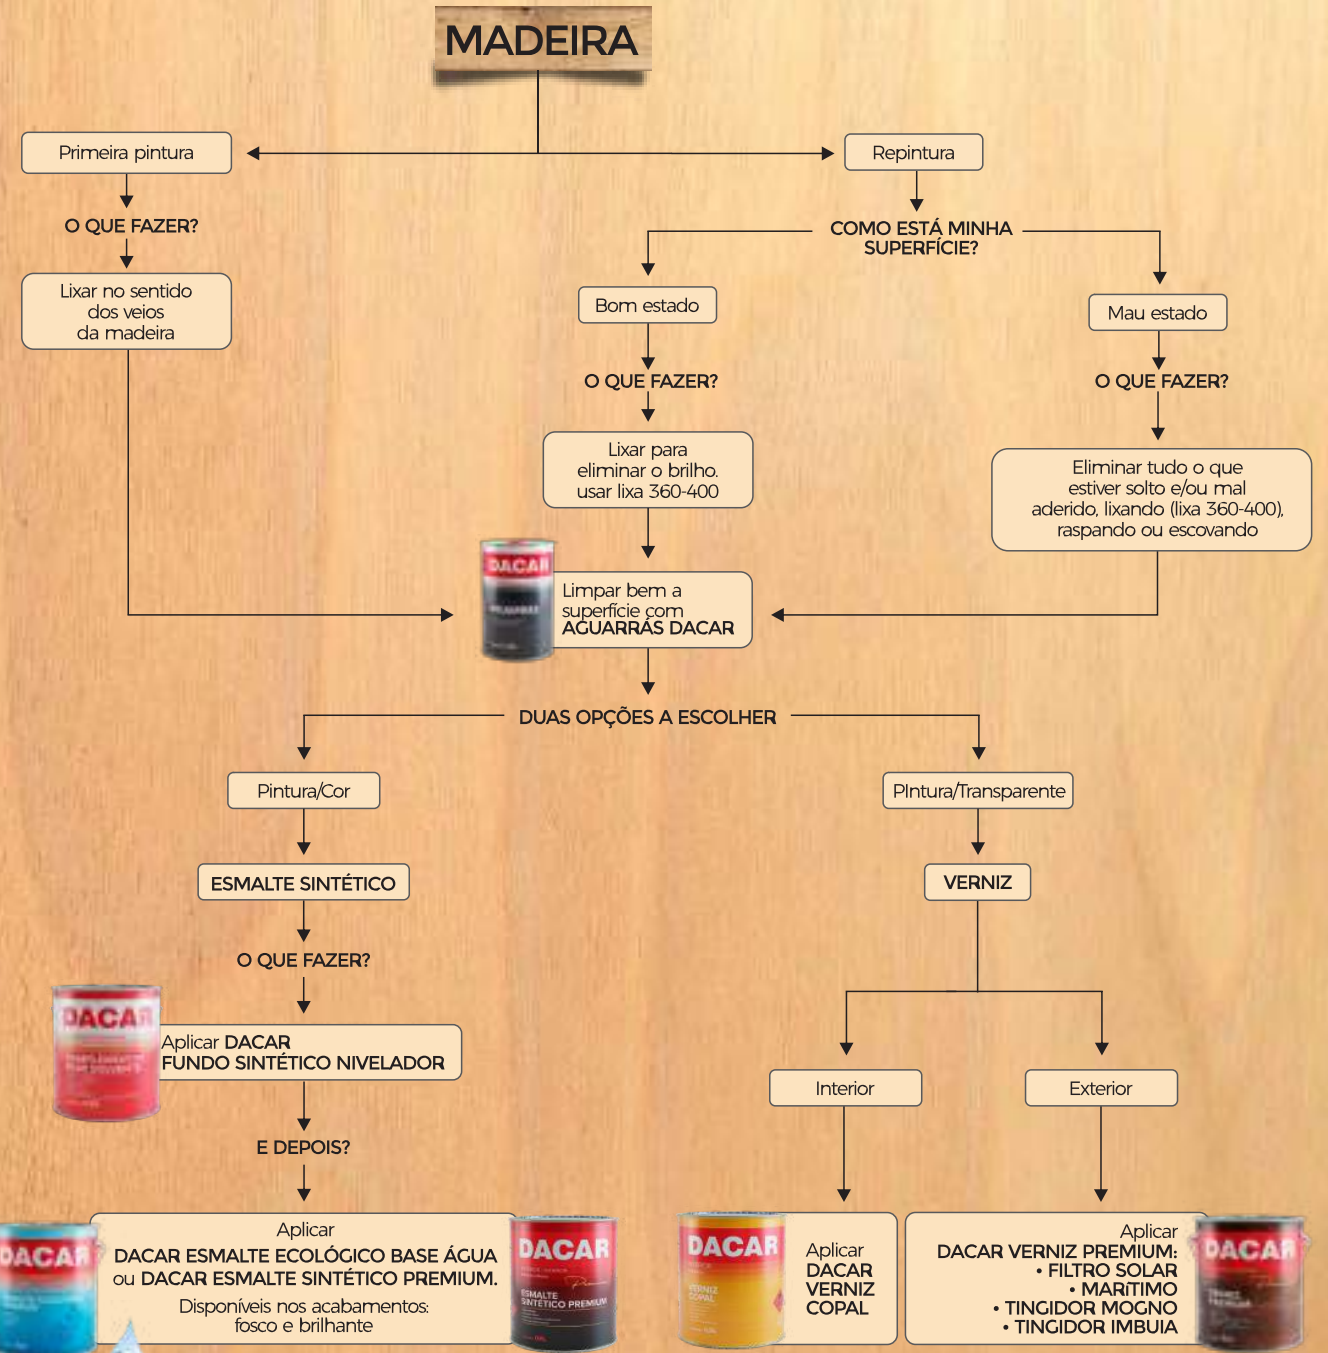 MADEIRA
Primeira pintura
Repintura
O QUE FAZER?
COMO ESTÁ MINHA
SUPERFÍCIE?
Lixar no sentido
dos veios
da madeira
Bom estado
Mau estado
O QUE FAZER?
O QUE FAZER?
Lixar para
eliminar o brilho.
usar lixa 360-400
Eliminar tudo o que
estiver solto e/ou mal
aderido, lixando (lixa 360-400),
raspando ou escovando
DACAR
Limpar bem a
superfície com
AGUARRÁS DACAR
DUAS OPÇÕES A ESCOLHER
Pintura/Cor
PIntura/Transparente
ESMALTE SINTÉTICO
VERNIZ
O QUE FAZER?
DACAR
Aplicar DACAR
FUNDO SINTÉTICO NIVELADOR
Interior
Exterior
E DEPOIS?
DACAR
Aplicar
DACAR ESMALTE ECOLÓGICO BASE ÁGUA
ou DACAR ESMALTE SINTÉTICO PREMIUM.
Disponíveis nos acabamentos:
fosco e brilhante
DACAR
Premium
ESMALTE
SINTÉTICO PREMIUM
DACAR
VERNIZ
COPAL
Aplicar
DACAR
VERNIZ
COPAL
Aplicar
DACAR VERNIZ PREMIUM:
• FILTRO SOLAR
• MARÍTIMO
• TINGIDOR MOGNO
• TINGIDOR IMBUIA
DACAR